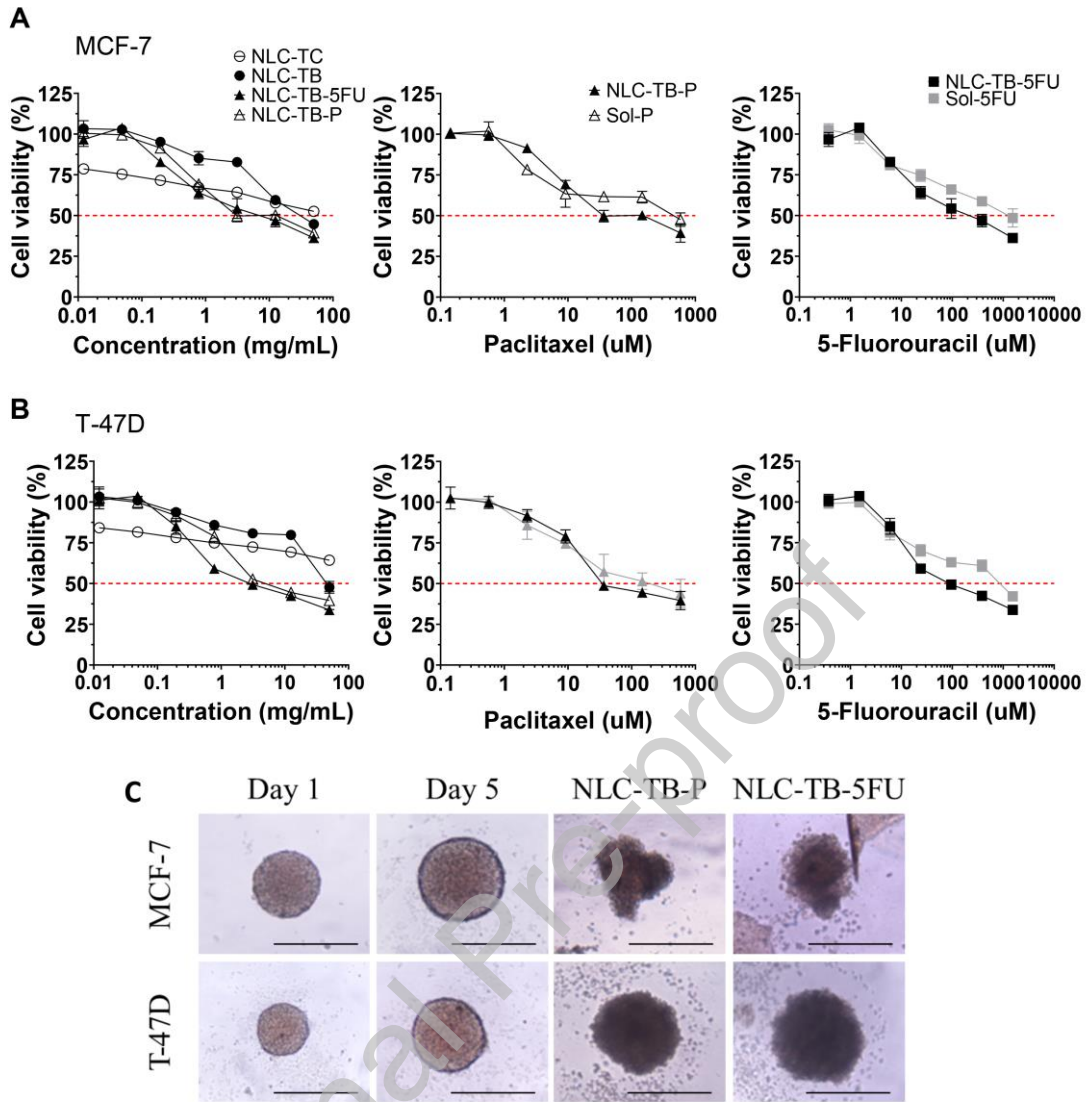 A
MCF-7
NLC-TC
NLC-TB
NLC-TB-5FU
NLC-TB-P
NLC-TB-P
Sol-P
NLC-TB-5FU
Sol-5FU
Cell viability (%)
125
100
75
50
25
0
0.01 0.1 1 10 100
Concentration (mg/mL)
Cell viability (%)
125
100
75
50
25
0
0.1 1 10 100 1000
Paclitaxel (uM)
Cell viability (%)
125
100
75
50
25
0
0.1 1 10 100 1000 10000
5-Fluorouracil (uM)
B
T-47D
Cell viability (%)
125
100
75
50
25
0
0.01 0.1 1 10 100
Concentration (mg/mL)
Cell viability (%)
125
100
75
50
25
0
0.1 1 10 100 1000
Paclitaxel (uM)
Cell viability (%)
125
100
75
50
25
0
0.1 1 10 100 1000 10000
5-Fluorouracil (uM)
C
Day 1 Day 5 NLC-TB-P NLC-TB-5FU
MCF-7
T-47D
nal Pre-proof